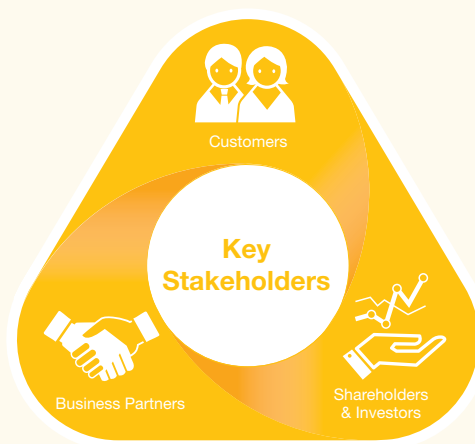 Customers
Key
Stakeholders
Business Partners
Shareholders
& Investors